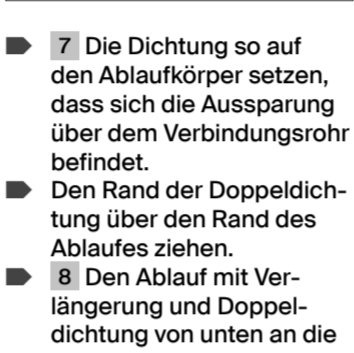 7 Die Dichtung so auf
den Ablaufkörper setzen,
dass sich die Aussparung
über dem Verbindungsrohr
befindet.
Den Rand der Doppeldich-
tung über den Rand des
Ablaufes ziehen.
8 Den Ablauf mit Ver-
längerung und Doppel-
dichtung von unten an die